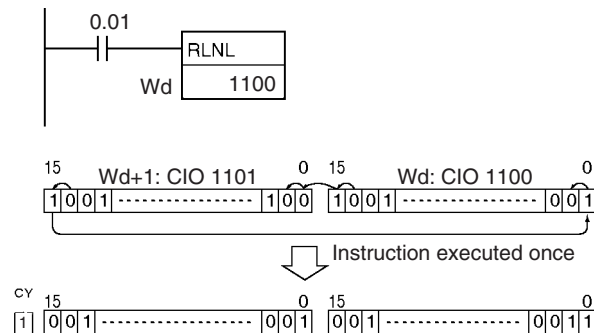 0.01
RLNL
Wd 1100
15 Wd+1: CIO 1101 0 15 Wd: CIO 1100 0
1 0 0 1 ---------------- 1 0 0 1 0 0 1 ---------------- 0 0 1
Instruction executed once
CY 15 0 15 0
1 0 0 1 ---------------- 0 0 1 0 0 1 ---------------- 0 0 1 1